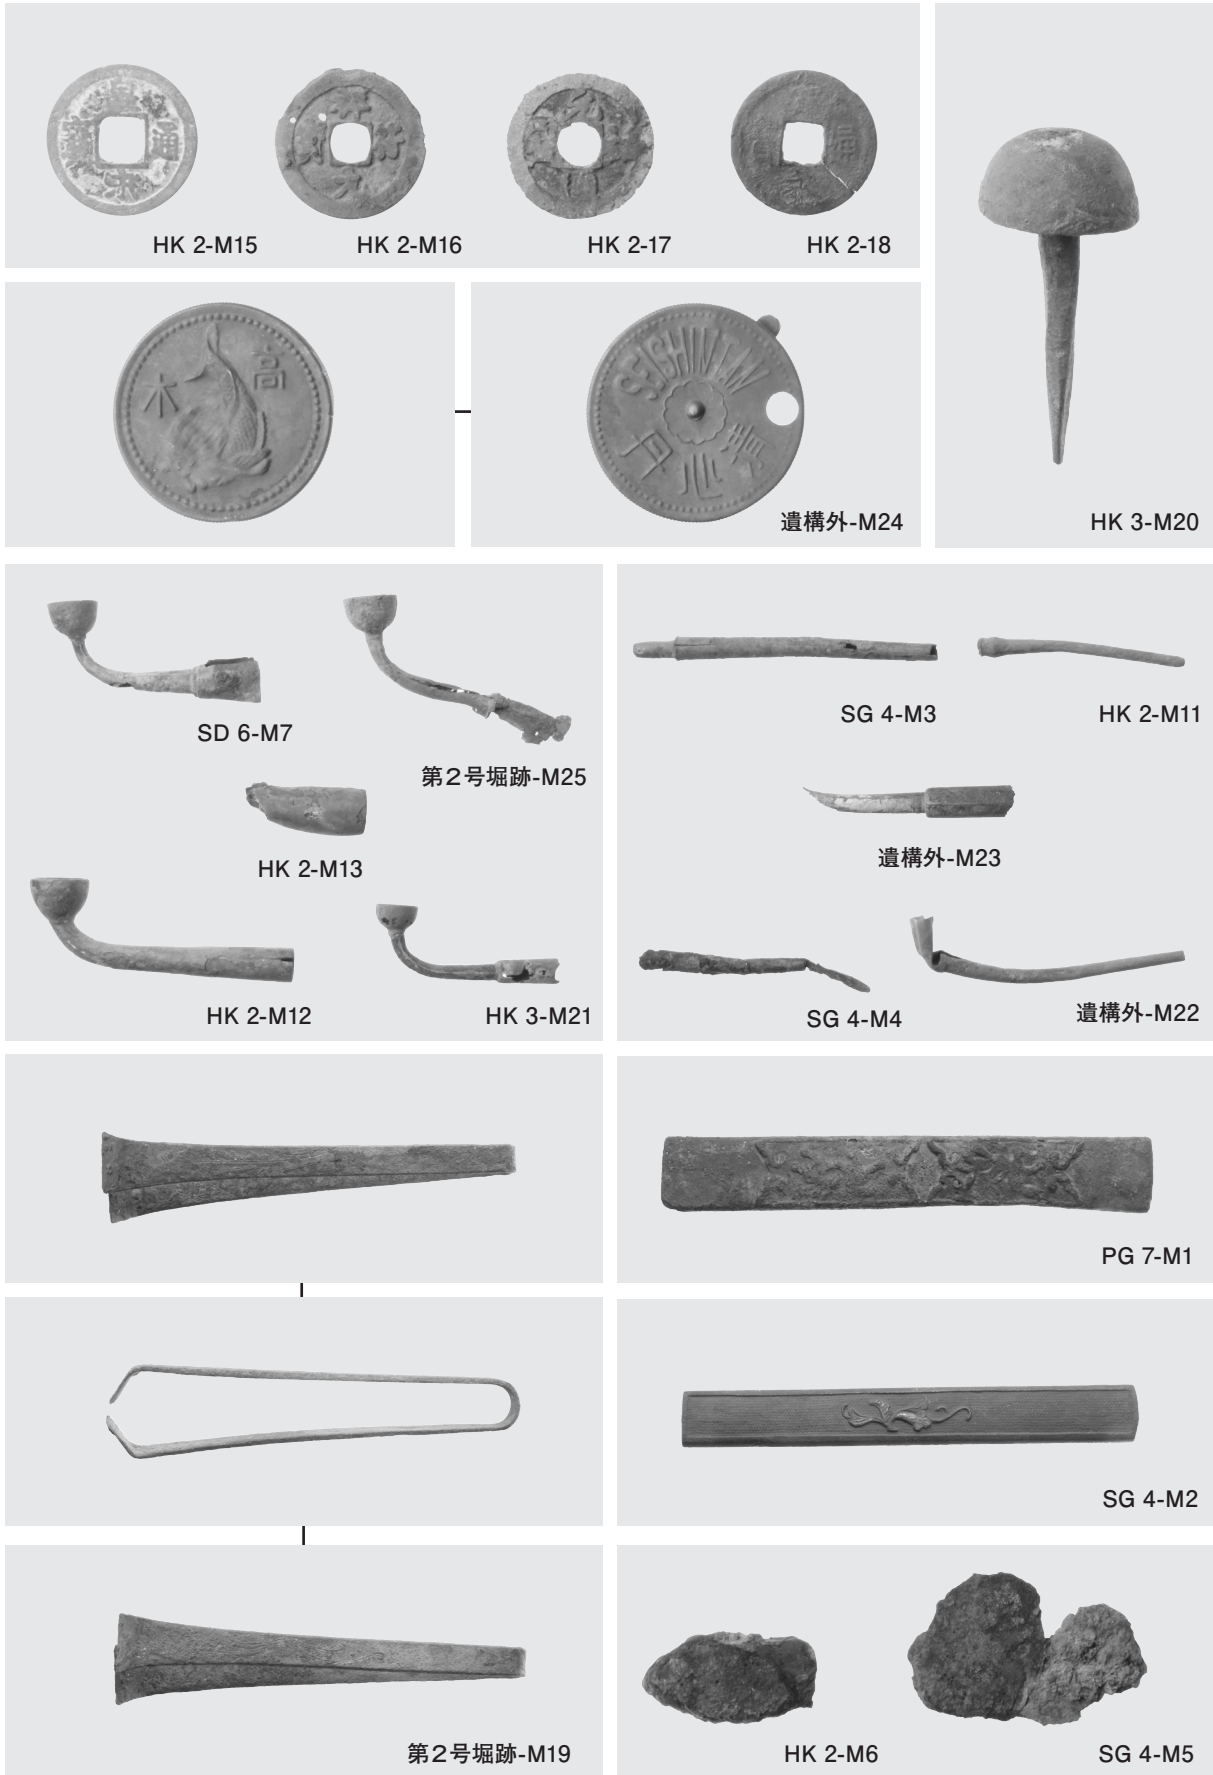 皇宋通寳
HK 2-M15
HK 2-M16
HK 2-17
HK 2-18
高木
SEISHINTAN
清心丹
遺構外-M24
HK 3-M20
SD 6-M7
第2号堀跡-M25
HK 2-M13
HK 2-M12
HK 3-M21
SG 4-M3
HK 2-M11
遺構外-M23
SG 4-M4
遺構外-M22
PG 7-M1
SG 4-M2
第2号堀跡-M19
HK 2-M6
SG 4-M5